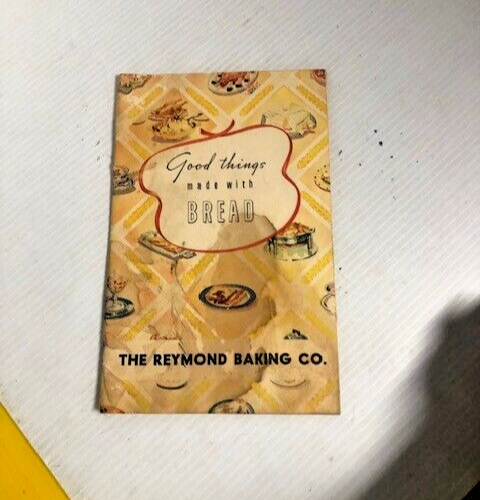 Good things
made with
BREAD
THE REYMOND BAKING CO.